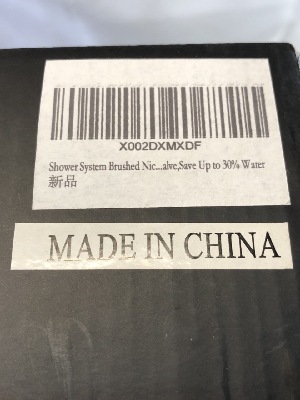 X002DXMXDF
Shower System Brushed Nic...alve,Save Up to 30% Water
新品
MADE IN CHINA